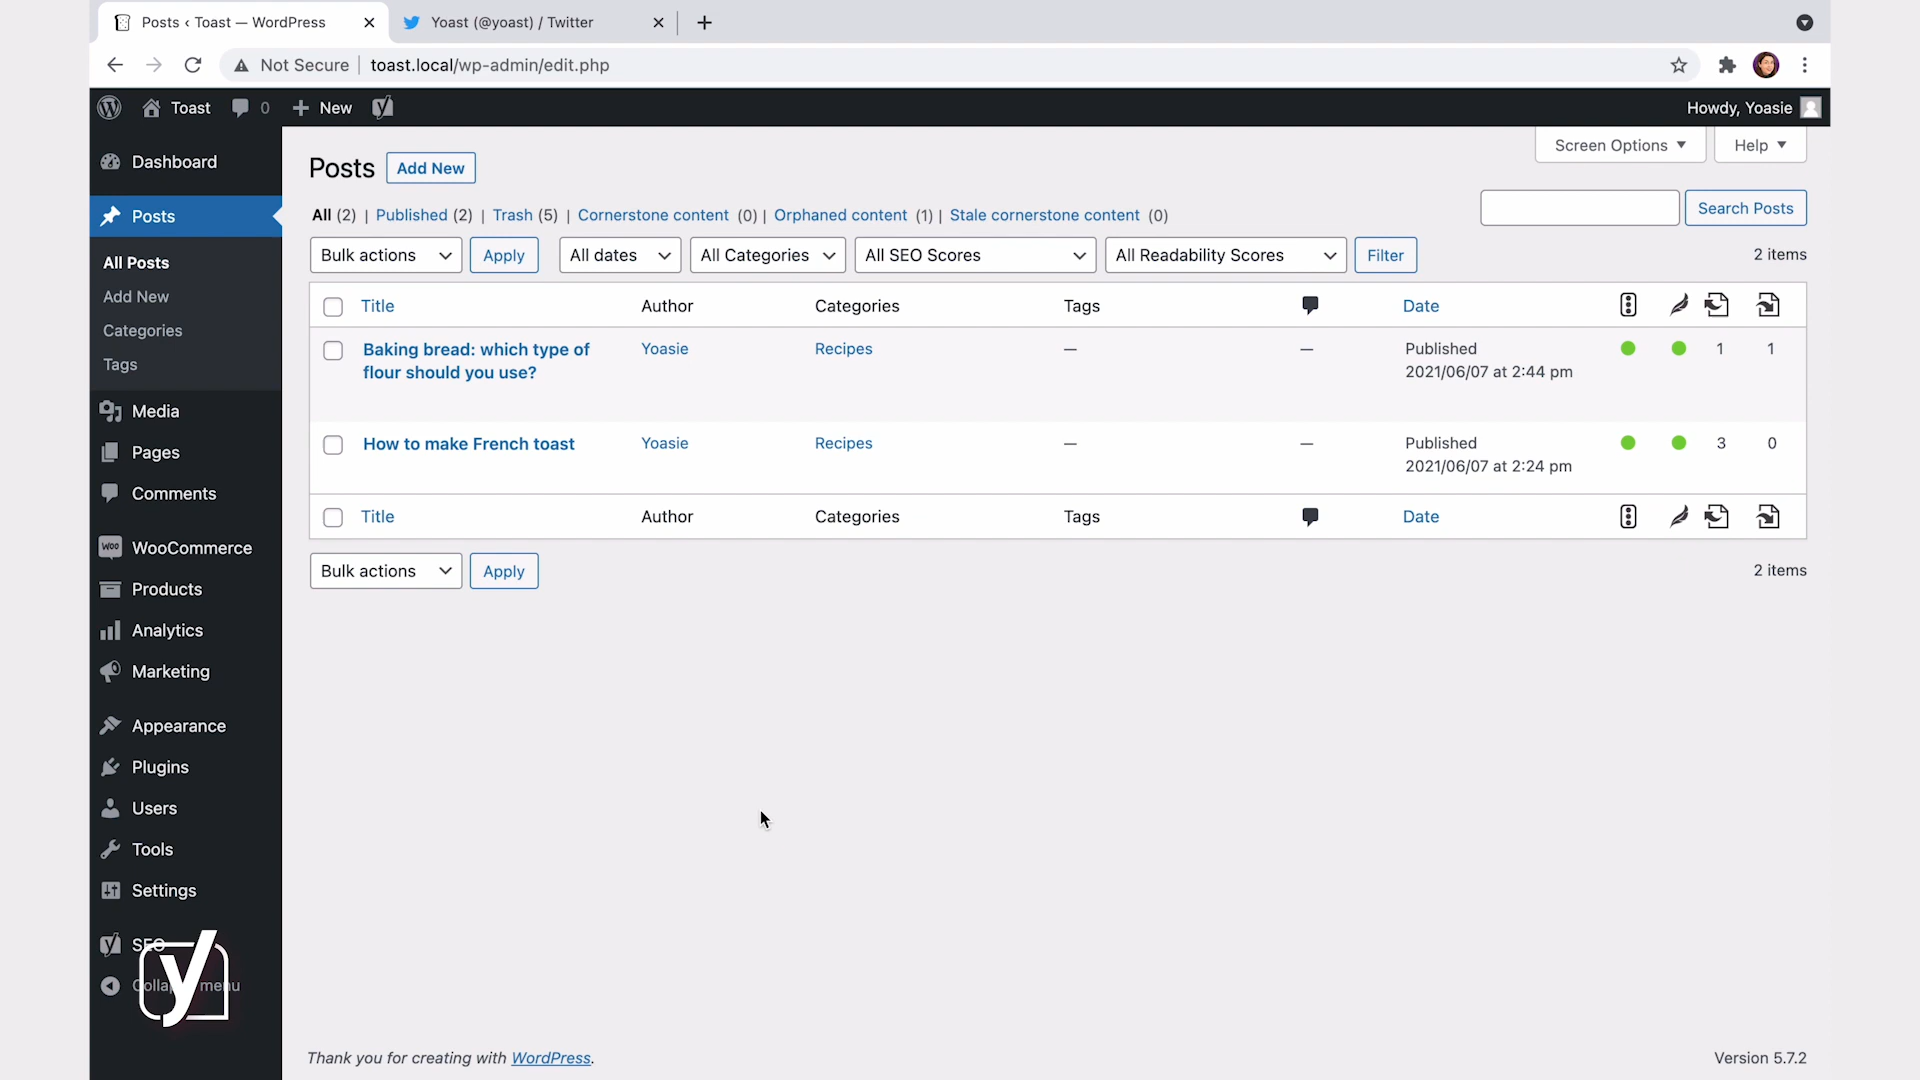 Posts ‹ Toast — WordPress
Yoast (@yoast) / Twitter
Not Secure
toast.local/wp-admin/edit.php
Toast
0
New
Howdy, Yoasie
Screen Options
Help
Dashboard
Posts
All Posts
Add New
Categories
Tags
Media
Pages
Comments
WooCommerce
Products
Analytics
Marketing
Appearance
Plugins
Users
Tools
Settings
SEO
Collapse menu
Posts
Add New
All (2) | Published (2) | Trash (5) | Cornerstone content (0) | Orphaned content (1) | Stale cornerstone content (0)
Search Posts
Bulk actions
Apply
All dates
All Categories
All SEO Scores
All Readability Scores
Filter
2 items
Title Author Categories Tags Date
Baking bread: which type of
flour should you use?
Yoasie
Recipes
—
—
Published
2021/06/07 at 2:44 pm
1
1
How to make French toast
Yoasie
Recipes
—
—
Published
2021/06/07 at 2:24 pm
3
0
Title Author Categories Tags Date
Bulk actions
Apply
2 items
Thank you for creating with WordPress.
Version 5.7.2